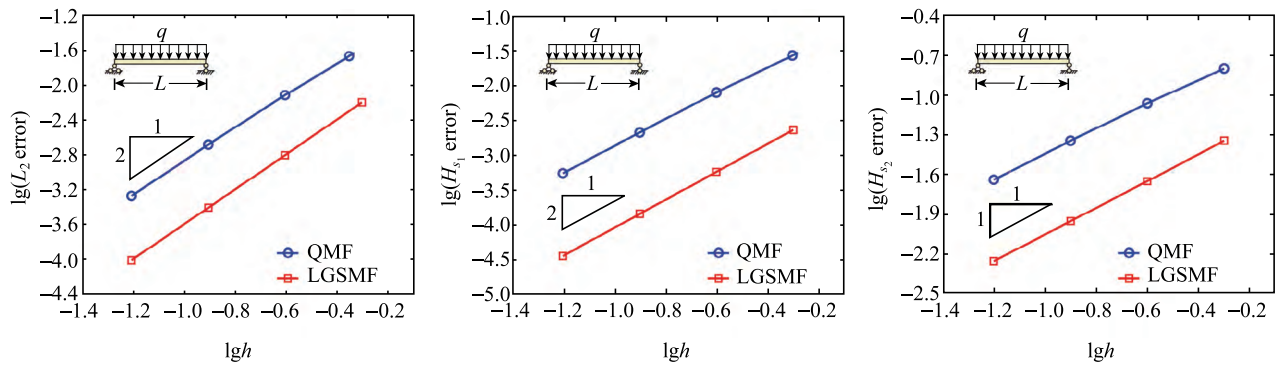 −1.2
−1.6
−2.0
−2.4
−2.8
−3.2
−3.6
−4.0
−4.4
lg(L₂ error)
q
L
1
2
QMF
LGSMF
−1.4 −1.2 −1.0 −0.8 −0.6 −0.4 −0.2
lgh
−1.0
−1.5
−2.0
−2.5
−3.0
−3.5
−4.0
−4.5
−5.0
lg(Hₛ₁ error)
q
L
1
2
QMF
LGSMF
−1.4 −1.2 −1.0 −0.8 −0.6 −0.4 −0.2
lgh
−0.4
−0.7
−1.0
−1.3
−1.6
−1.9
−2.2
−2.5
lg(Hₛ₂ error)
q
L
1
1
QMF
LGSMF
−1.4 −1.2 −1.0 −0.8 −0.6 −0.4 −0.2
lgh